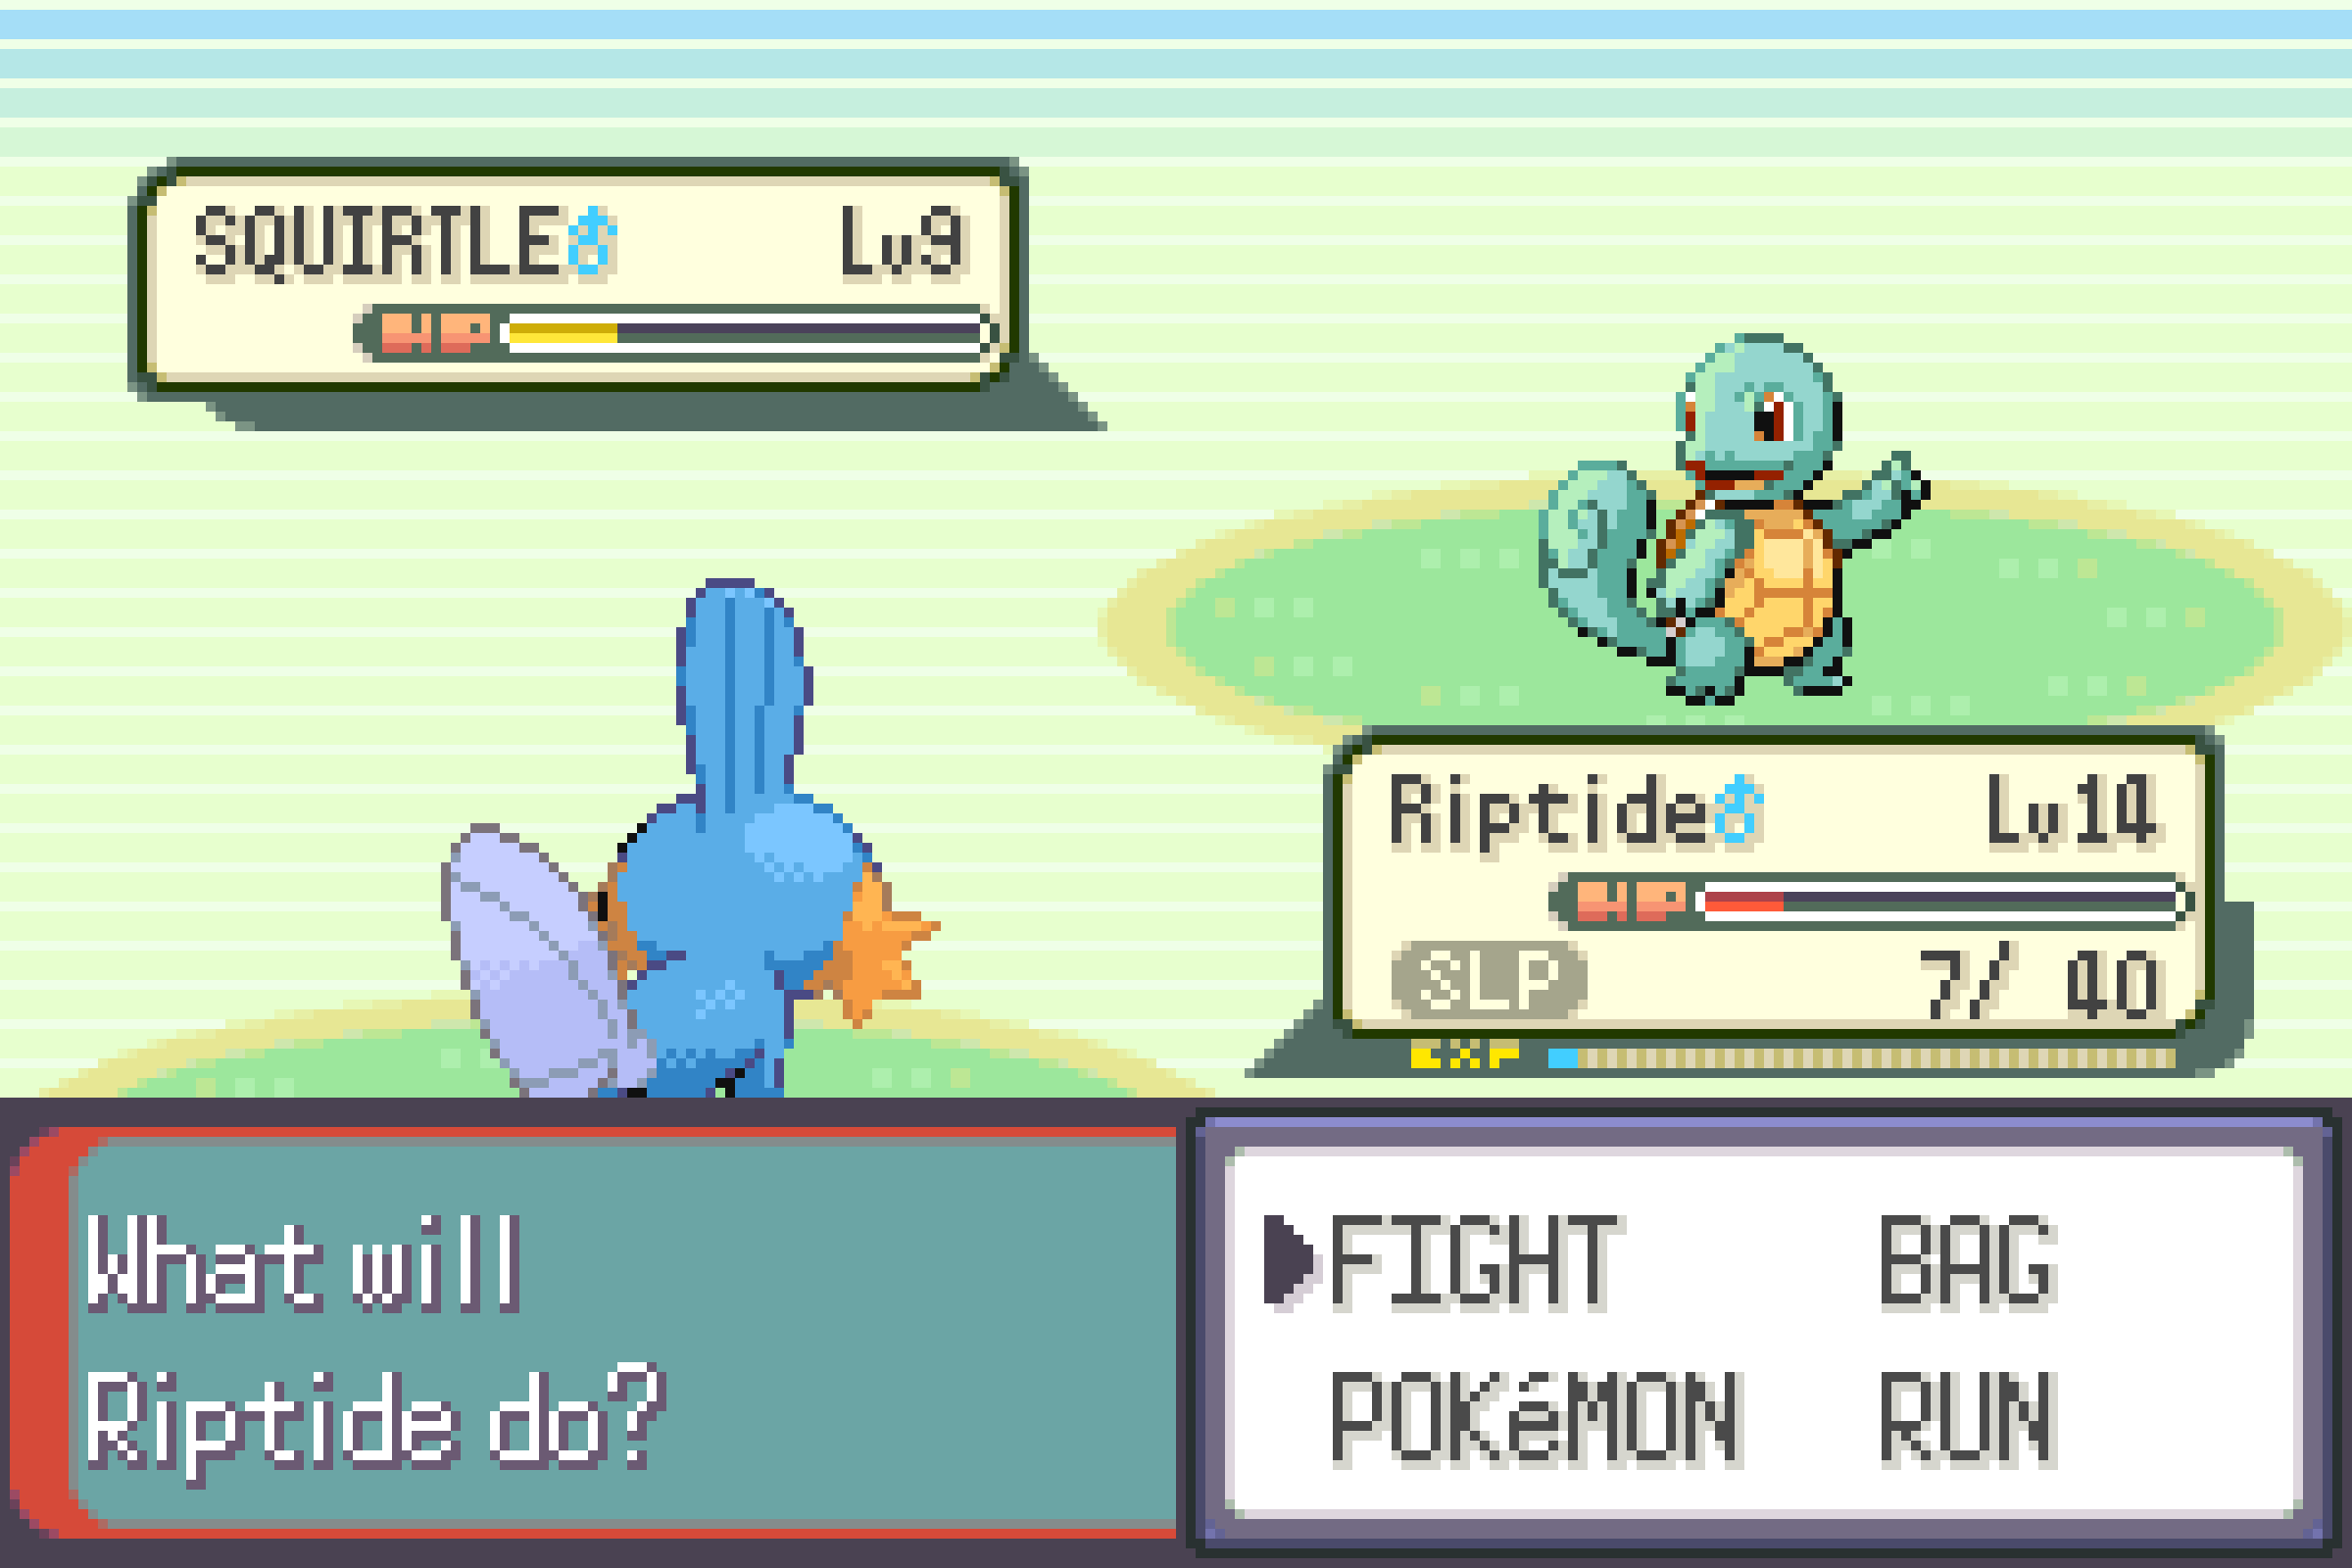 SQUIRTLE♂ Lv9
HP
Riptide♂ Lv14
HP
SLP 7/ 40
EXP
What will
Riptide do?
FIGHT BAG
POKéMON RUN